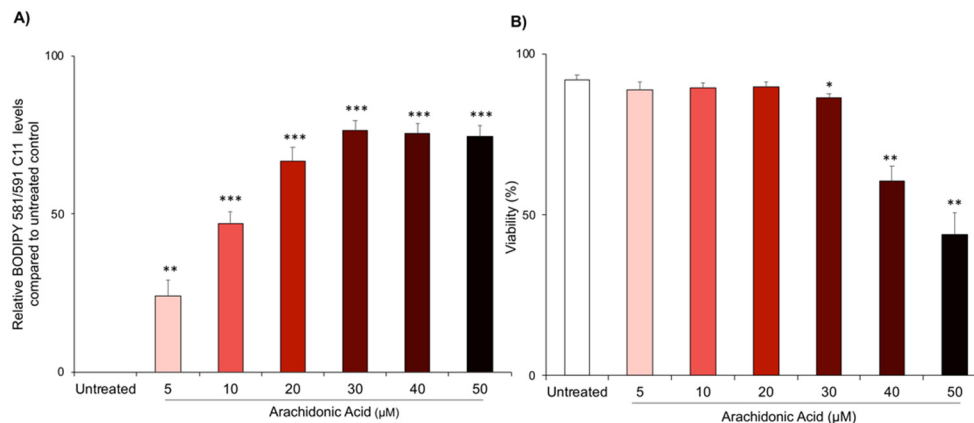 A)
Relative BODIPY 581/591 C11 levels
compared to untreated control
100
50
0
**
***
***
***
***
***
Untreated 5 10 20 30 40 50
Arachidonic Acid (µM)
B)
Viability (%)
100
50
0
*
**
**
Untreated 5 10 20 30 40 50
Arachidonic Acid (µM)